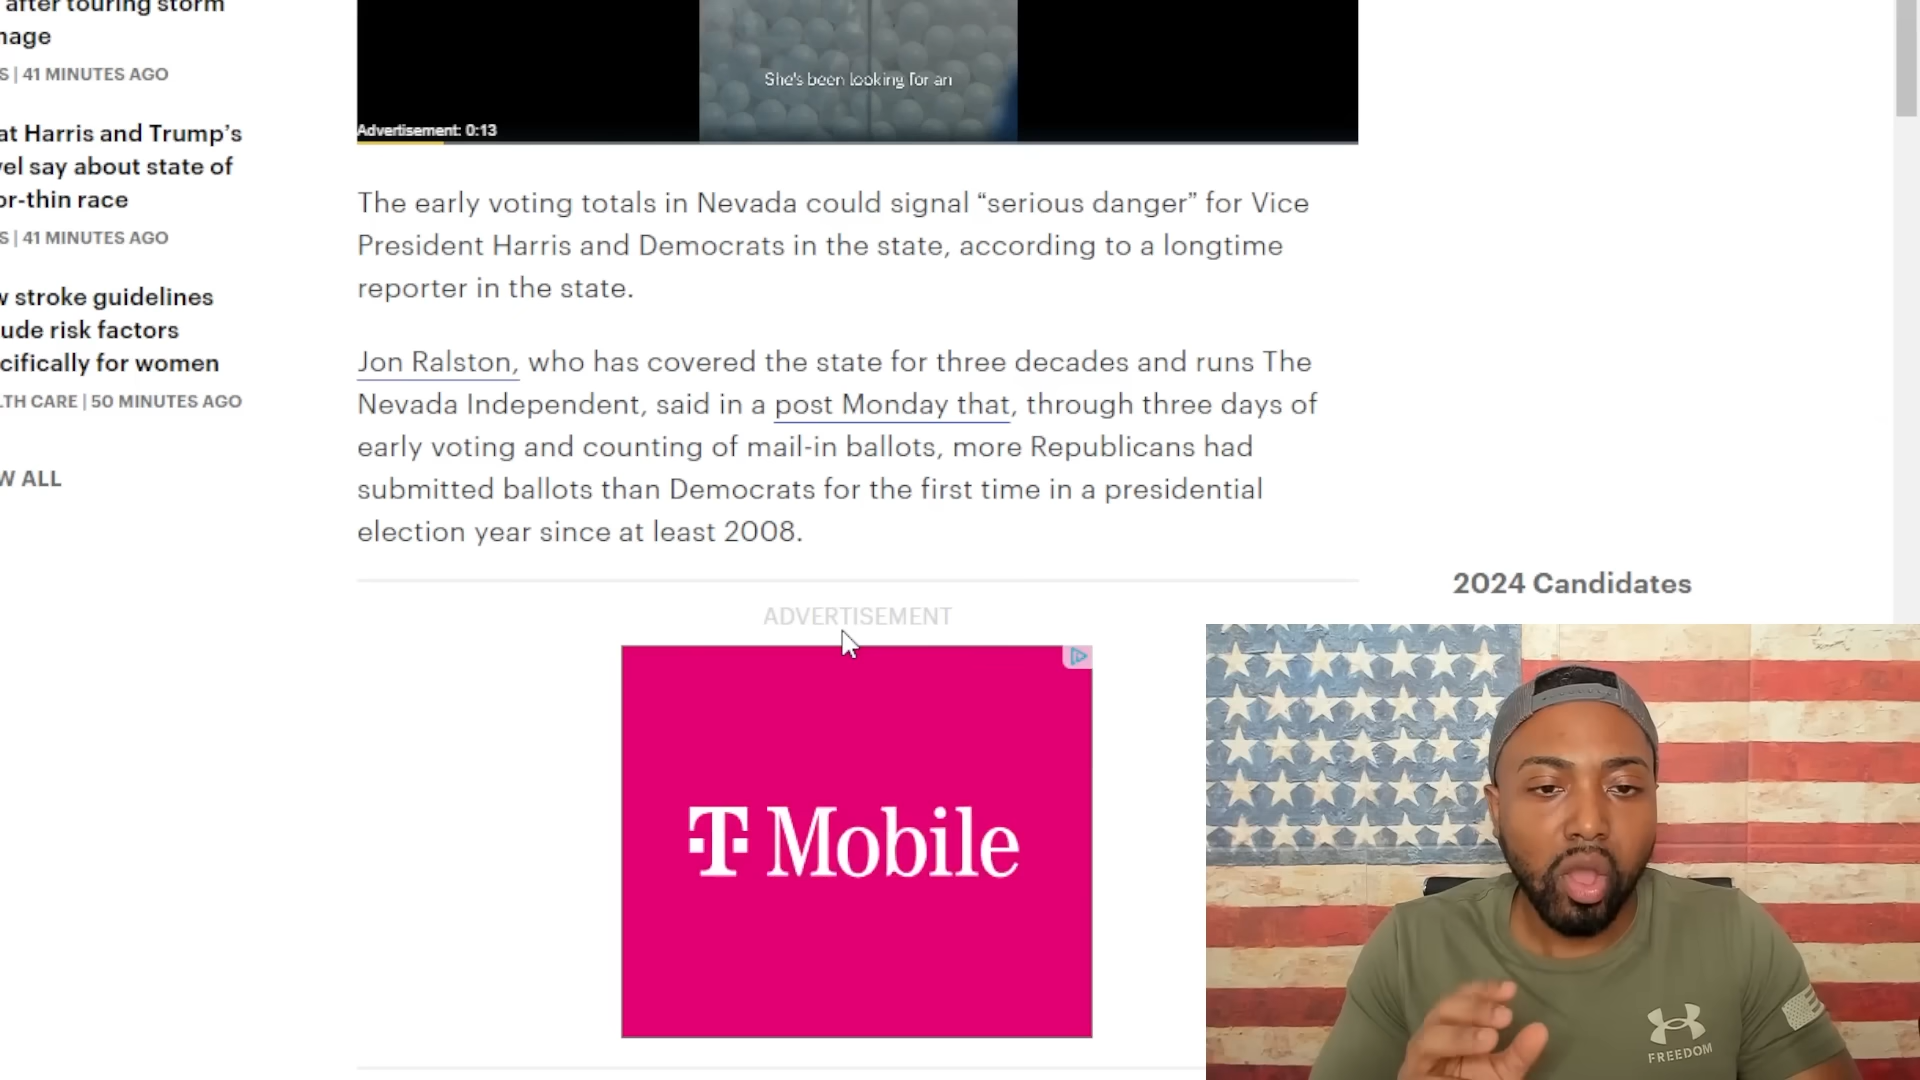 after touring storm
S | 41 MINUTES AGO
at Harris and Trump's
vel say about state of
or-thin race
S | 41 MINUTES AGO
w stroke guidelines
ude risk factors
cifically for women
LTH CARE | 50 MINUTES AGO
W ALL
She's been looking for an
Advertisement: 0:13
The early voting totals in Nevada could signal “serious danger” for Vice
President Harris and Democrats in the state, according to a longtime
reporter in the state.
Jon Ralston, who has covered the state for three decades and runs The
Nevada Independent, said in a post Monday that, through three days of
early voting and counting of mail-in ballots, more Republicans had
submitted ballots than Democrats for the first time in a presidential
election year since at least 2008.
ADVERTISEMENT
T Mobile
2024 Candidates
FREEDOM